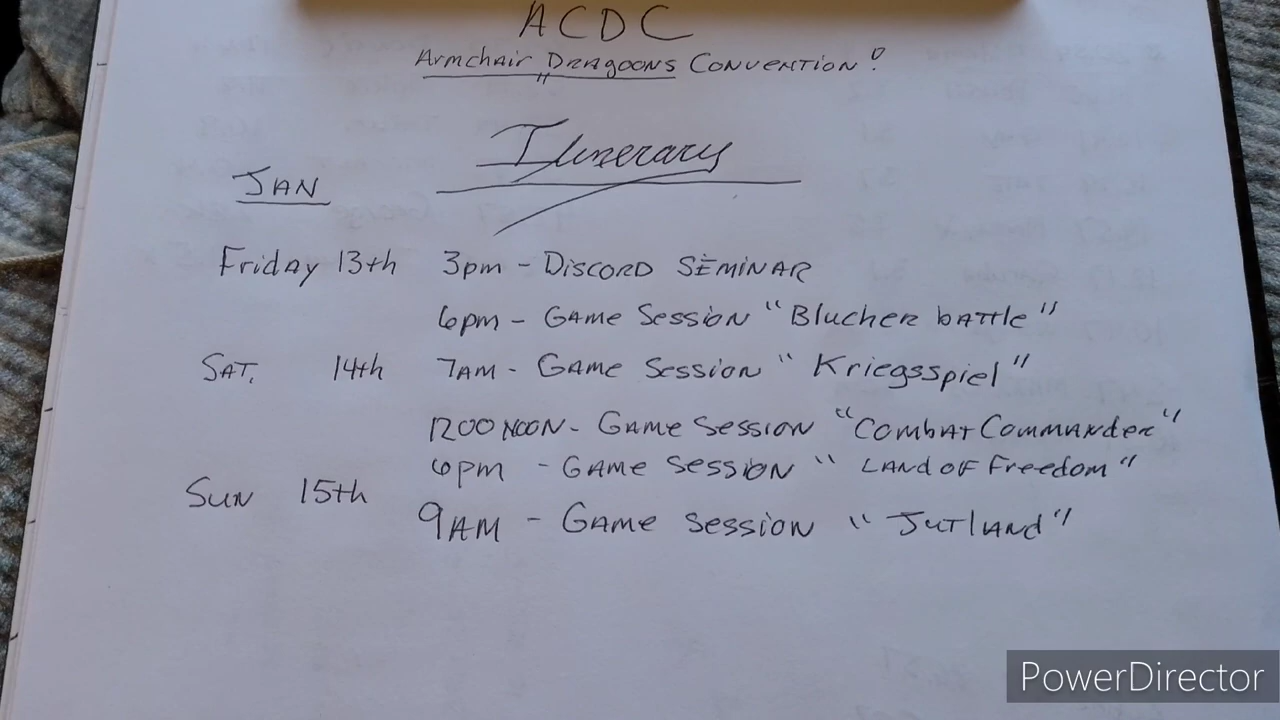 ACDC
Armchair "Dragoons Convention!
Itinerary
JAN
Friday 13th 3pm - Discord Seminar
6pm - Game Session "Blucher battle"
Sat. 14th 7am - Game Session "Kriegsspiel"
1200 Noon - Game Session "Combat Commander"
6pm - Game Session "Land of Freedom"
Sun 15th
9am - Game Session "Jutland"
PowerDirector